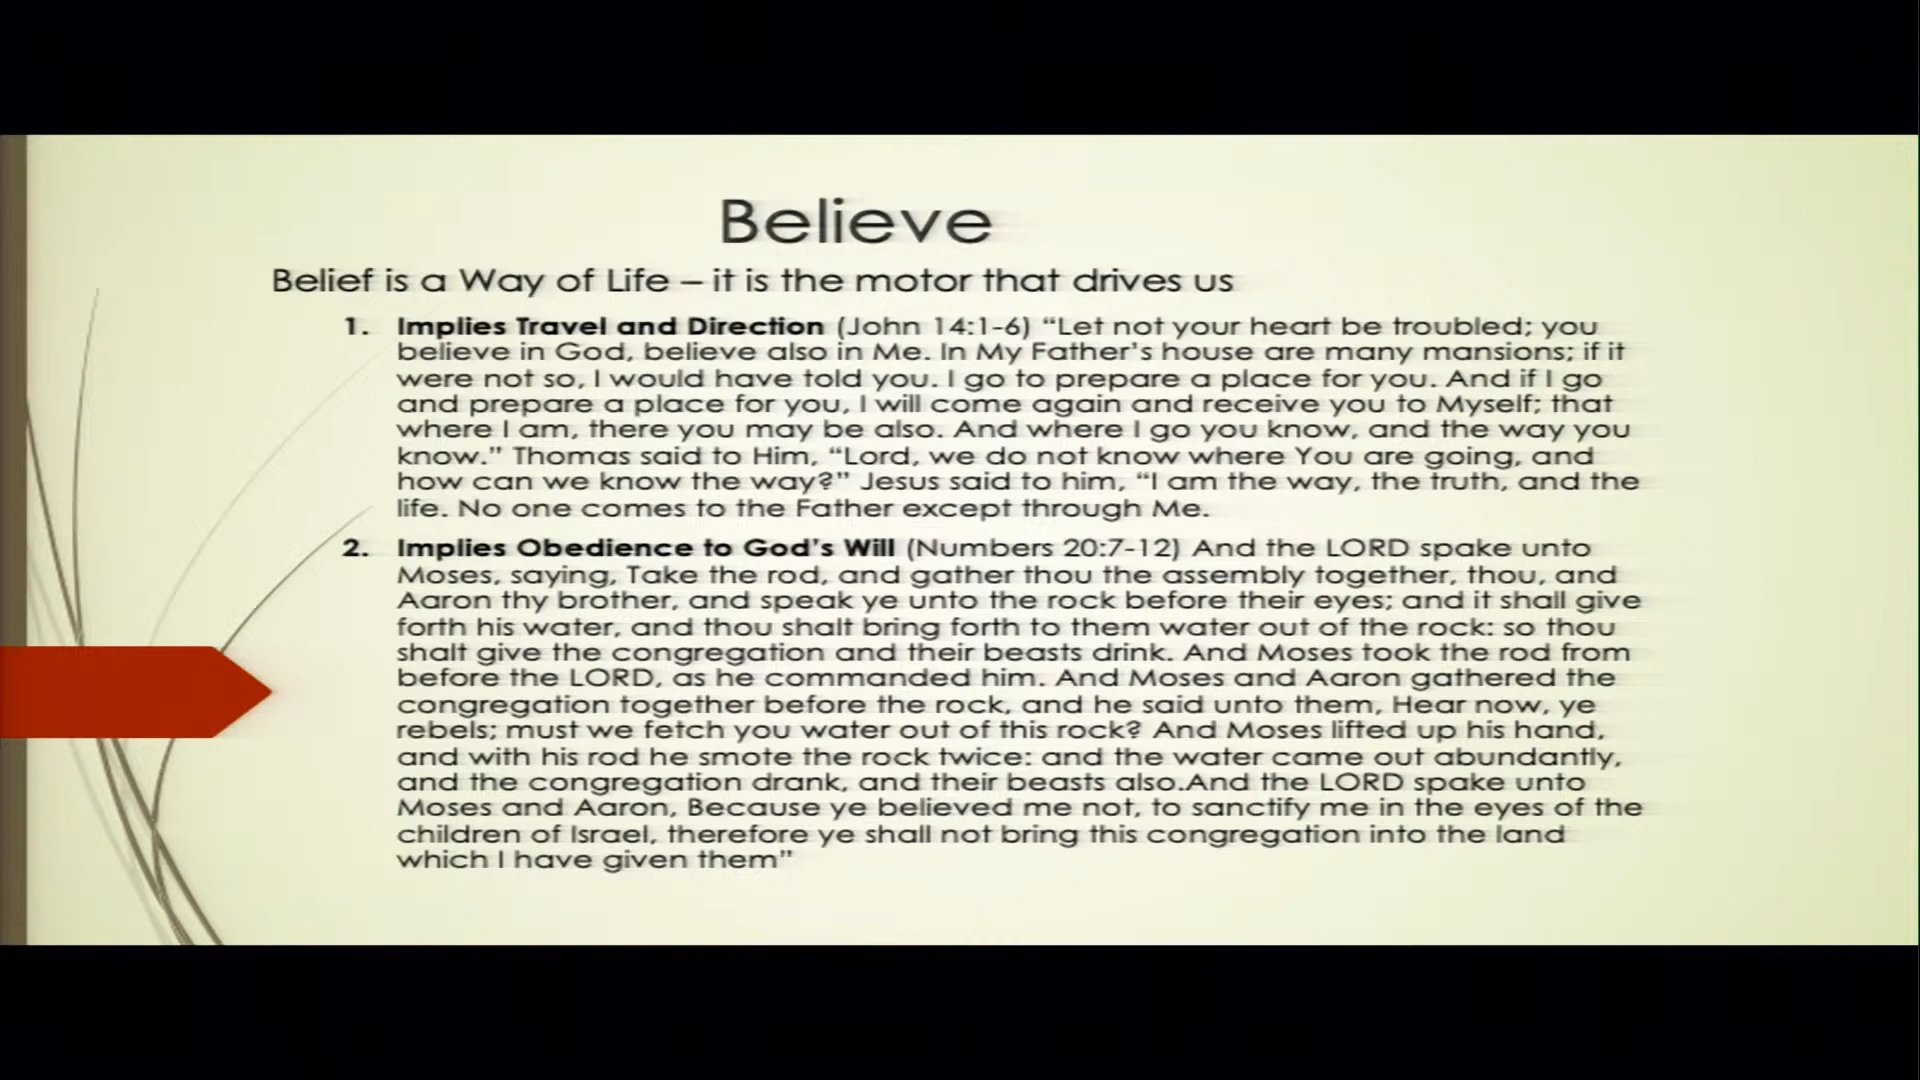 Believe
Belief is a Way of Life – it is the motor that drives us
1. Implies Travel and Direction (John 14:1-6) “Let not your heart be troubled; you
believe in God, believe also in Me. In My Father’s house are many mansions; if it
were not so, I would have told you. I go to prepare a place for you. And if I go
and prepare a place for you, I will come again and receive you to Myself; that
where I am, there you may be also. And where I go you know, and the way you
know.” Thomas said to Him, “Lord, we do not know where You are going, and
how can we know the way?” Jesus said to him, “I am the way, the truth, and the
life. No one comes to the Father except through Me.
2. Implies Obedience to God’s Will (Numbers 20:7-12) And the LORD spake unto
Moses, saying, Take the rod, and gather thou the assembly together, thou, and
Aaron thy brother, and speak ye unto the rock before their eyes; and it shall give
forth his water, and thou shalt bring forth to them water out of the rock: so thou
shalt give the congregation and their beasts drink. And Moses took the rod from
before the LORD, as he commanded him. And Moses and Aaron gathered the
congregation together before the rock, and he said unto them, Hear now, ye
rebels; must we fetch you water out of this rock? And Moses lifted up his hand,
and with his rod he smote the rock twice: and the water came out abundantly,
and the congregation drank, and their beasts also.And the LORD spake unto
Moses and Aaron, Because ye believed me not, to sanctify me in the eyes of the
children of Israel, therefore ye shall not bring this congregation into the land
which I have given them”